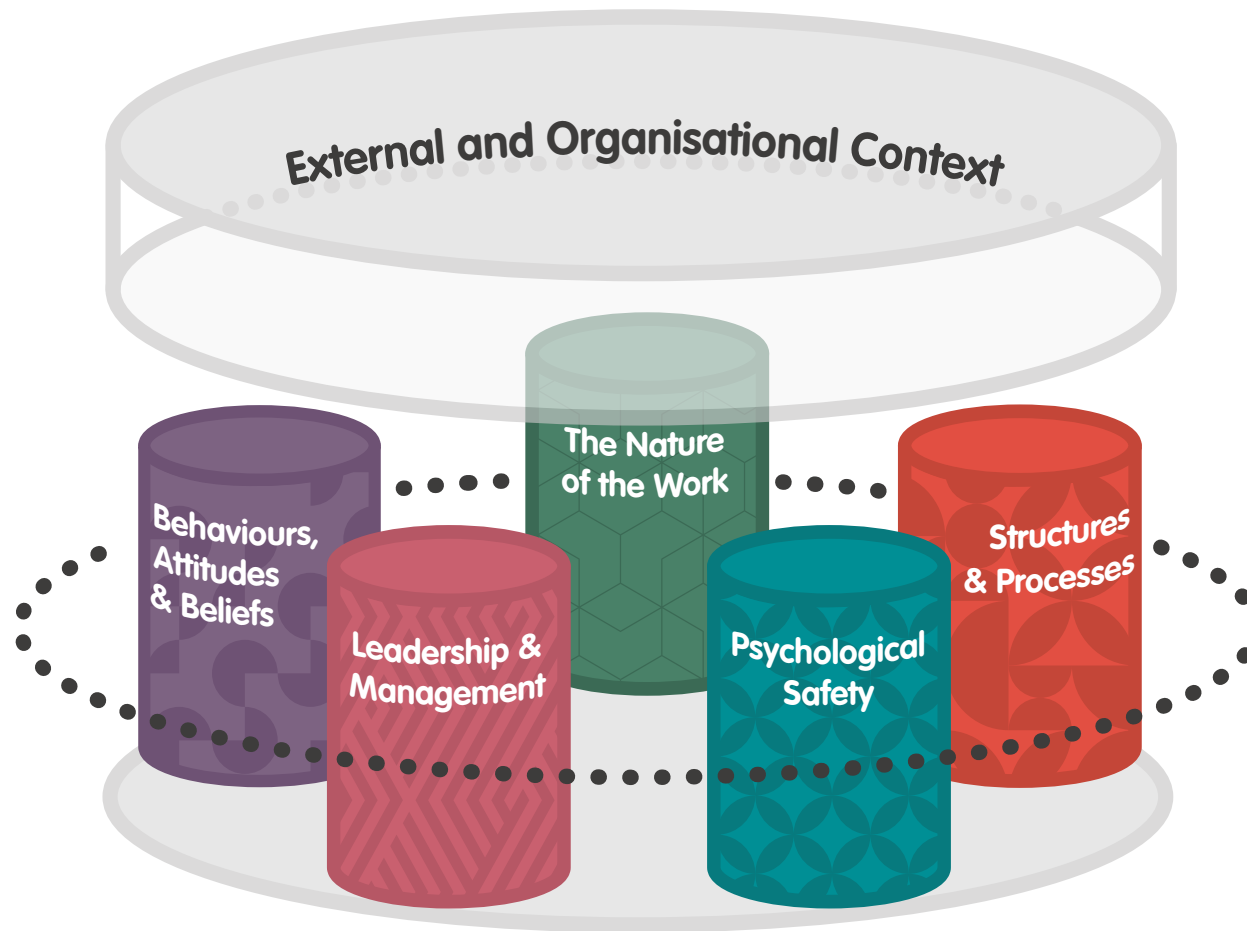 External and Organisational Context
The Nature
of the Work
Behaviours,
Attitudes
& Beliefs
Structures
& Processes
Leadership &
Management
Psychological
Safety